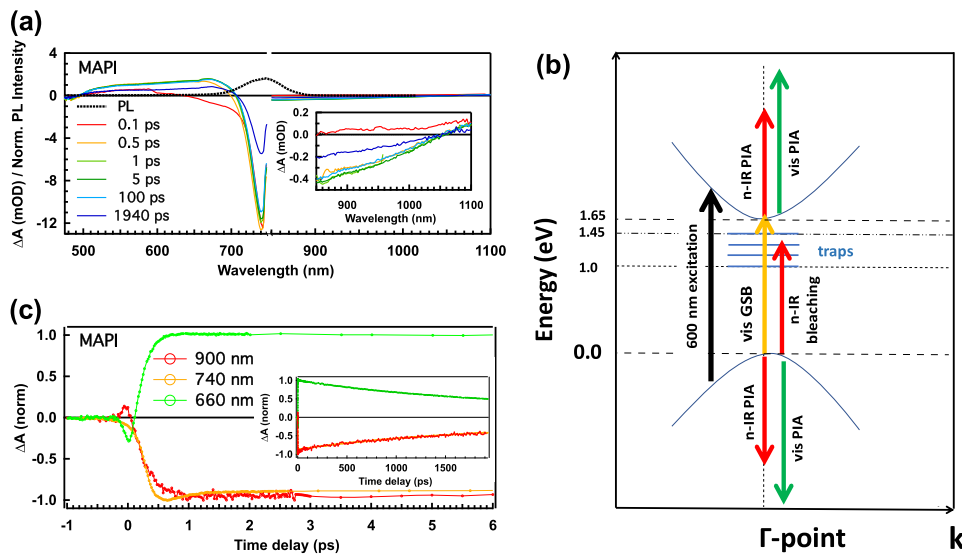 (a)
MAPI
ΔA (mOD) / Norm. PL Intensity
4
0
-4
-8
-12
PL
0.1 ps
0.5 ps
1 ps
5 ps
100 ps
1940 ps
500
600
700
800
900
1000
1100
Wavelength (nm)
ΔA (mOD)
0.2
0.0
-0.2
-0.4
900
1000
1100
Wavelength (nm)
(b)
Energy (eV)
1.65
1.45
1.0
0.0
n-IR PIA
vis PIA
traps
600 nm excitation
vis GSB
n-IR
bleaching
n-IR PIA
vis PIA
Γ-point
k
(c)
MAPI
ΔA (norm)
1.0
0.5
0.0
-0.5
-1.0
900 nm
740 nm
660 nm
-1
0
1
2
3
4
5
6
Time delay (ps)
ΔA (norm)
1.0
0.5
0.0
-0.5
-1.0
0
500
1000
1500
Time delay (ps)